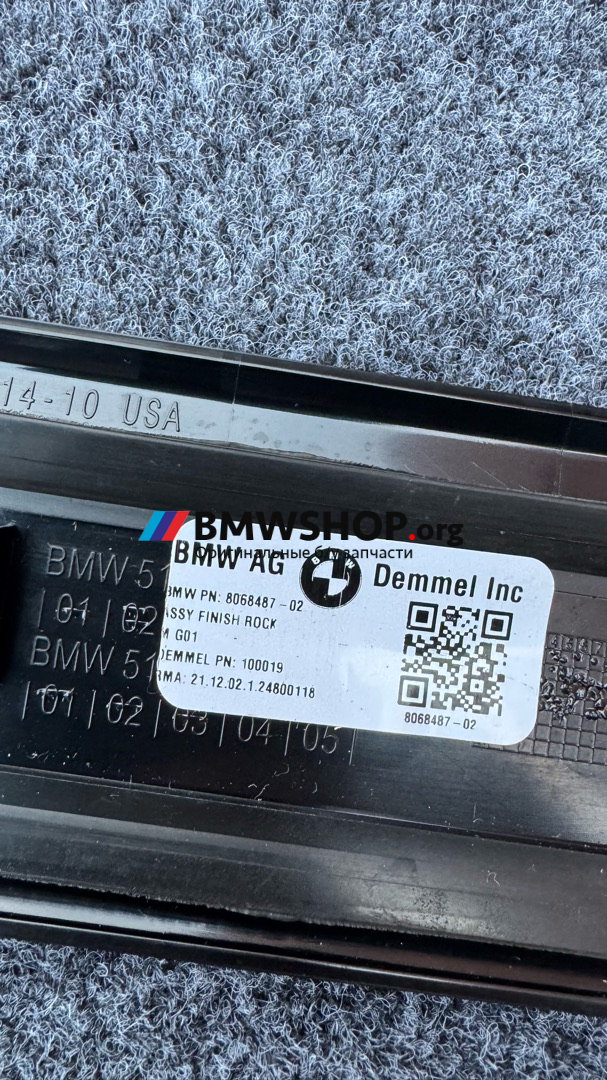 14-10 USA
BMWSHOP.org
Оригинальные б/у запчасти
BMW 51
|01|02
BMW 51
|01|02|03|04|05|
BMW AG
BMW
Demmel Inc
BMW PN: 8068487-02
ASSY FINISH ROCK
M G01
DEMMEL PN: 100019
RMA: 21.12.02.1.24800118
8068487-02